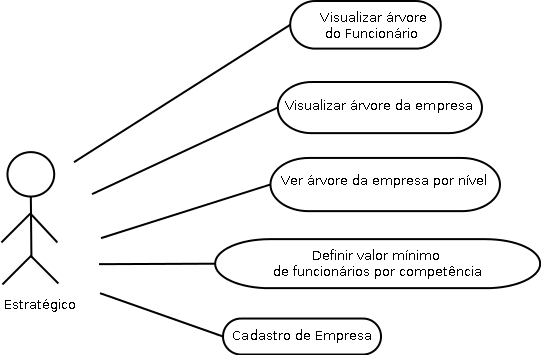 Visualizar árvore
do Funcionário
Visualizar árvore da empresa
Ver árvore da empresa por nível
Definir valor mínimo
de funcionários por competência
Estratégico
Cadastro de Empresa